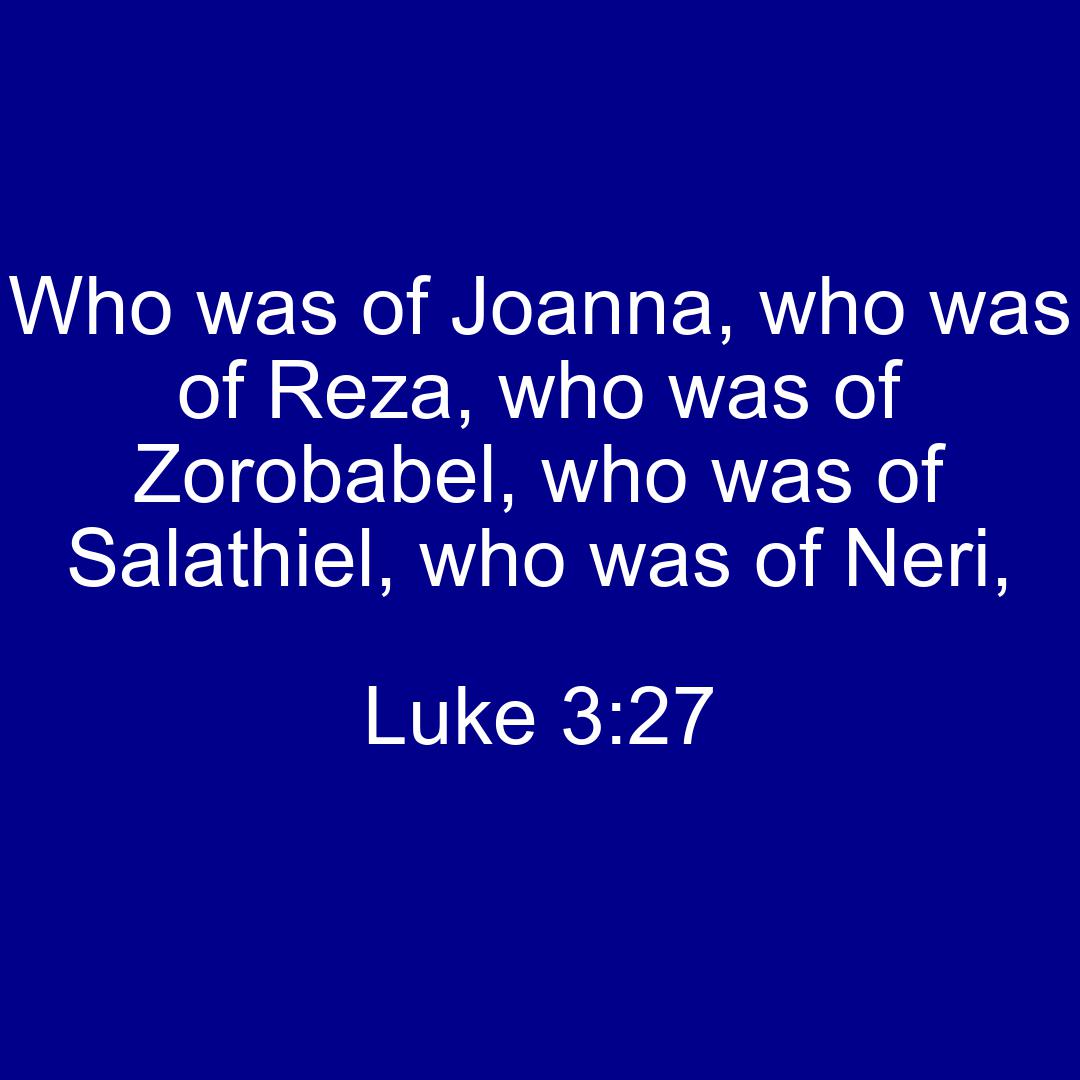 Who was of Joanna, who was
of Reza, who was of
Zorobabel, who was of
Salathiel, who was of Neri,
Luke 3:27